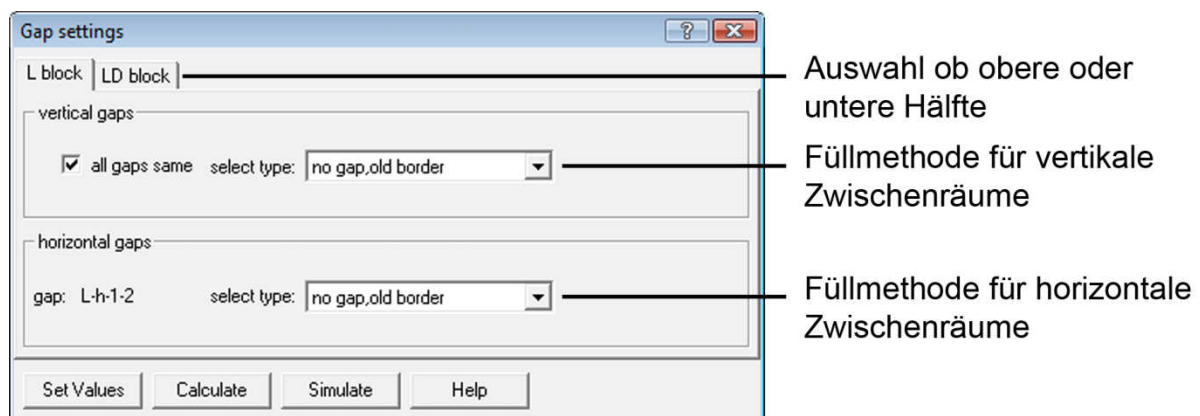 Gap settings
L block LD block
vertical gaps
all gaps same select type: no gap,old border
horizontal gaps
gap: L-h-1-2 select type: no gap,old border
Set Values Calculate Simulate Help
Auswahl ob obere oder
untere Hälfte
Füllmethode für vertikale
Zwischenräume
Füllmethode für horizontale
Zwischenräume